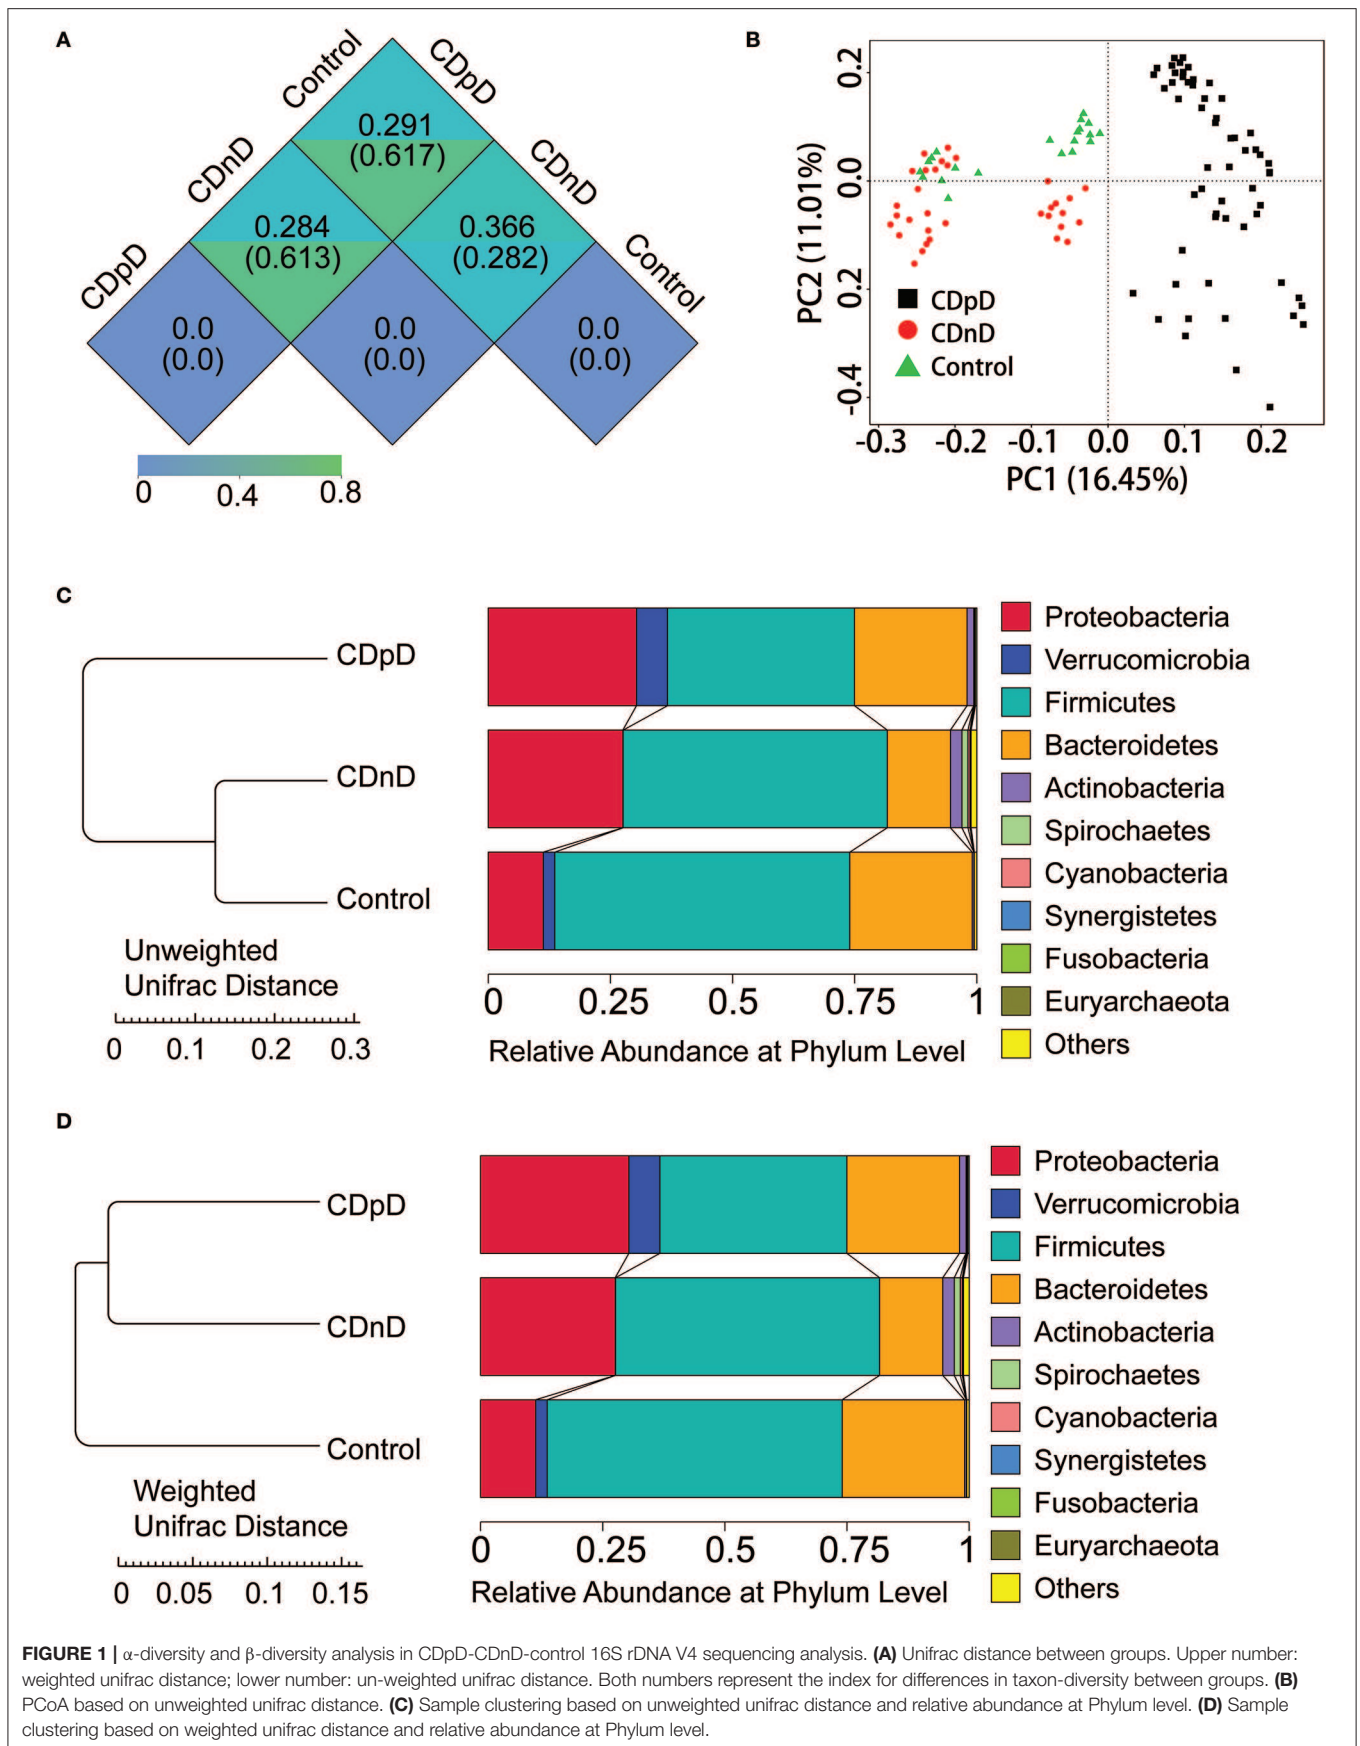 A
Control
CDpD
CDnD
CDnD
CDpD
Control
0.291
(0.617)
0.284
(0.613)
0.366
(0.282)
0.0
(0.0)
0.0
(0.0)
0.0
(0.0)
0
0.4
0.8
B
PC2 (11.01%)
0.2
0.0
0.2
-0.4
CDpD
CDnD
Control
-0.3
-0.2
-0.1
0.0
0.1
0.2
PC1 (16.45%)
C
CDpD
CDnD
Control
Unweighted
Unifrac Distance
0
0.1
0.2
0.3
0
0.25
0.5
0.75
1
Relative Abundance at Phylum Level
Proteobacteria
Verrucomicrobia
Firmicutes
Bacteroidetes
Actinobacteria
Spirochaetes
Cyanobacteria
Synergistetes
Fusobacteria
Euryarchaeota
Others
D
CDpD
CDnD
Control
Weighted
Unifrac Distance
0
0.05
0.1
0.15
0
0.25
0.5
0.75
1
Relative Abundance at Phylum Level
Proteobacteria
Verrucomicrobia
Firmicutes
Bacteroidetes
Actinobacteria
Spirochaetes
Cyanobacteria
Synergistetes
Fusobacteria
Euryarchaeota
Others
FIGURE 1 | α-diversity and β-diversity analysis in CDpD-CDnD-control 16S rDNA V4 sequencing analysis. (A) Unifrac distance between groups. Upper number:
weighted unifrac distance; lower number: un-weighted unifrac distance. Both numbers represent the index for differences in taxon-diversity between groups. (B)
PCoA based on unweighted unifrac distance. (C) Sample clustering based on unweighted unifrac distance and relative abundance at Phylum level. (D) Sample
clustering based on weighted unifrac distance and relative abundance at Phylum level.